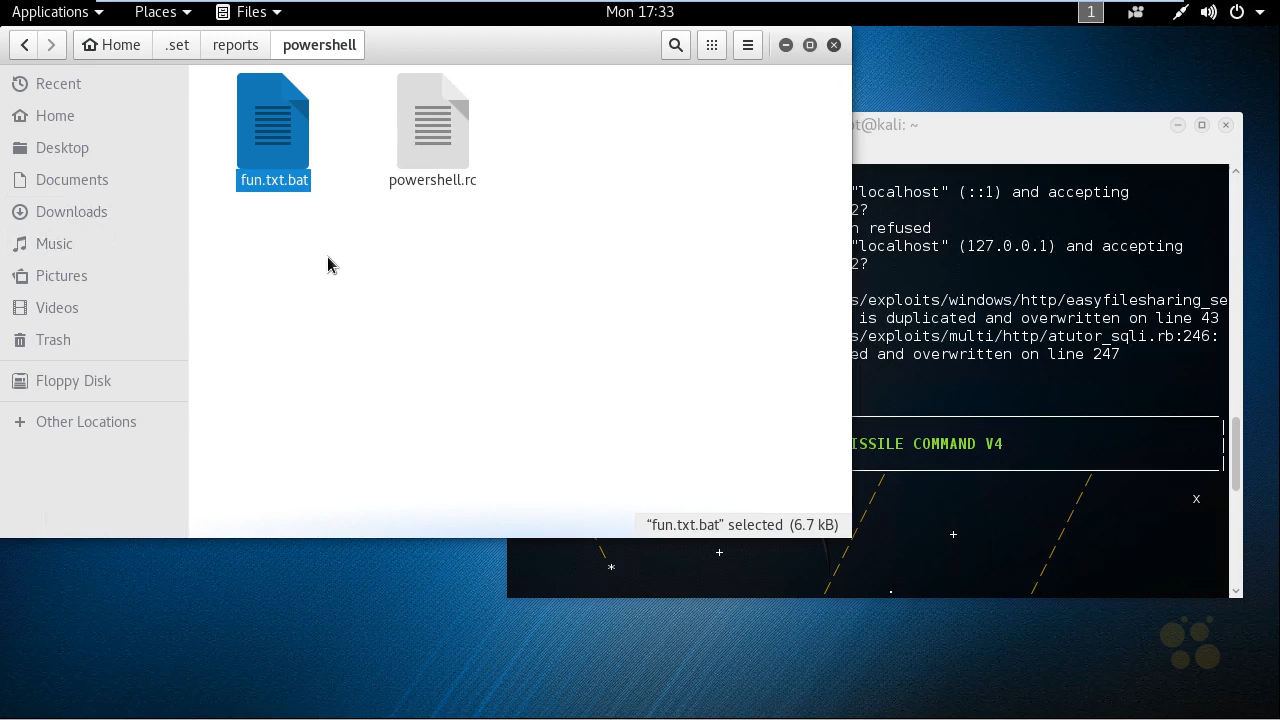 Applications Places Files Mon 17:33 1
Home .set reports powershell
Recent
Home
Desktop
Documents
Downloads
Music
Pictures
Videos
Trash
Floppy Disk
Other Locations
fun.txt.bat powershell.rc
"fun.txt.bat" selected (6.7 kB)
ot@kali: ~
"localhost" (::1) and accepting
2?
n refused
"localhost" (127.0.0.1) and accepting
2?
s/exploits/windows/http/easyfilesharing_se
is duplicated and overwritten on line 43
s/exploits/multi/http/atutor_sqli.rb:246:
ed and overwritten on line 247
ISSILE COMMAND V4
/ /
/ / x
/ + /
\ + / /
* / /
/ . /